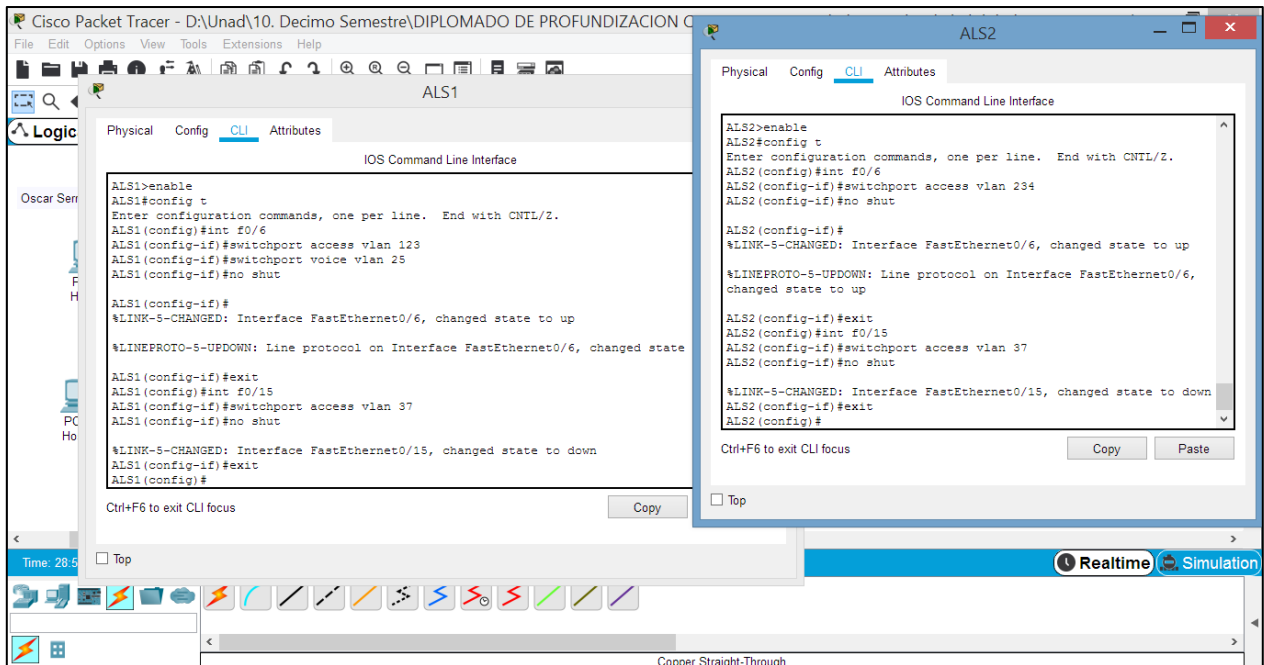 Cisco Packet Tracer - D:\Unad\10. Decimo Semestre\DIPLOMADO DE PROFUNDIZACION
File Edit Options View Tools Extensions Help
Logic
Oscar
PC
Time: 28:5
ALS1
Physical Config CLI Attributes
IOS Command Line Interface
ALS1>enable
ALS1#config t
Enter configuration commands, one per line. End with CNTL/Z.
ALS1(config)#int f0/6
ALS1(config-if)#switchport access vlan 123
ALS1(config-if)#switchport voice vlan 25
ALS1(config-if)#no shut
ALS1(config-if)#
%LINK-5-CHANGED: Interface FastEthernet0/6, changed state to up
%LINEPROTO-5-UPDOWN: Line protocol on Interface FastEthernet0/6, changed state
ALS1(config-if)#exit
ALS1(config)#int f0/15
ALS1(config-if)#switchport access vlan 37
ALS1(config-if)#no shut
%LINK-5-CHANGED: Interface FastEthernet0/15, changed state to down
ALS1(config-if)#exit
ALS1(config)#
Ctrl+F6 to exit CLI focus
Copy
Top
ALS2
Physical Config CLI Attributes
IOS Command Line Interface
ALS2>enable
ALS2#config t
Enter configuration commands, one per line. End with CNTL/Z.
ALS2(config)#int f0/6
ALS2(config-if)#switchport access vlan 234
ALS2(config-if)#no shut
ALS2(config-if)#
%LINK-5-CHANGED: Interface FastEthernet0/6, changed state to up
%LINEPROTO-5-UPDOWN: Line protocol on Interface FastEthernet0/6,
changed state to up
ALS2(config-if)#exit
ALS2(config)#int f0/15
ALS2(config-if)#switchport access vlan 37
ALS2(config-if)#no shut
%LINK-5-CHANGED: Interface FastEthernet0/15, changed state to down
ALS2(config-if)#exit
ALS2(config)#
Ctrl+F6 to exit CLI focus
Copy Paste
Top
Realtime Simulation
Copper Straight-Through